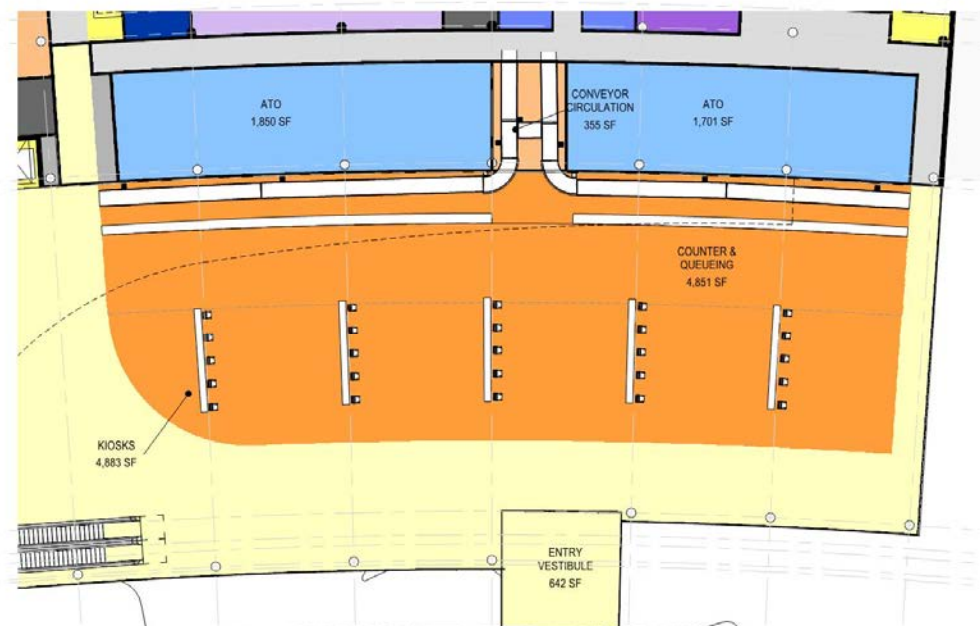 ATO
1,850 SF
CONVEYOR
CIRCULATION
355 SF
ATO
1,701 SF
COUNTER &
QUEUEING
4,851 SF
KIOSKS
4,883 SF
ENTRY
VESTIBULE
642 SF